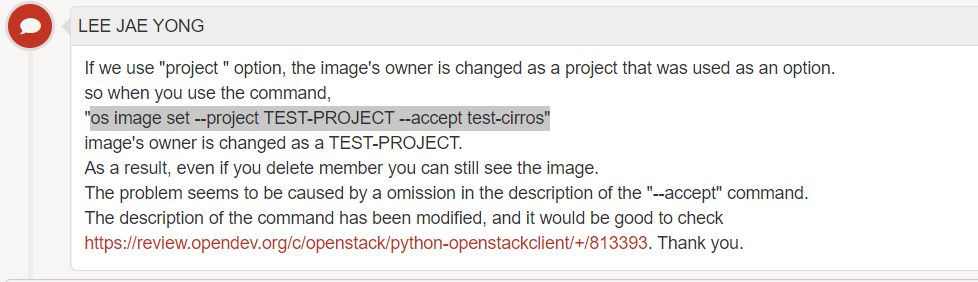 LEE JAE YONG
If we use "project " option, the image's owner is changed as a project that was used as an option.
so when you use the command,
"os image set --project TEST-PROJECT --accept test-cirros"
image's owner is changed as a TEST-PROJECT.
As a result, even if you delete member you can still see the image.
The problem seems to be caused by a omission in the description of the "--accept" command.
The description of the command has been modified, and it would be good to check
https://review.opendev.org/c/openstack/python-openstackclient/+/813393. Thank you.